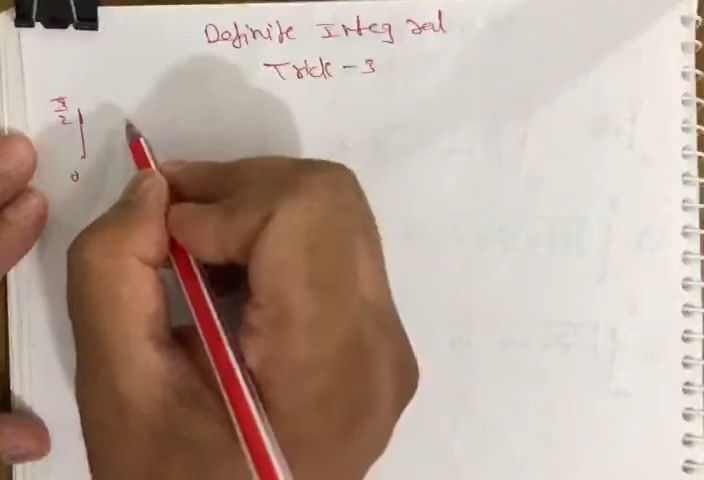 Definite Integral
Trick - 3
π/2
∫
0